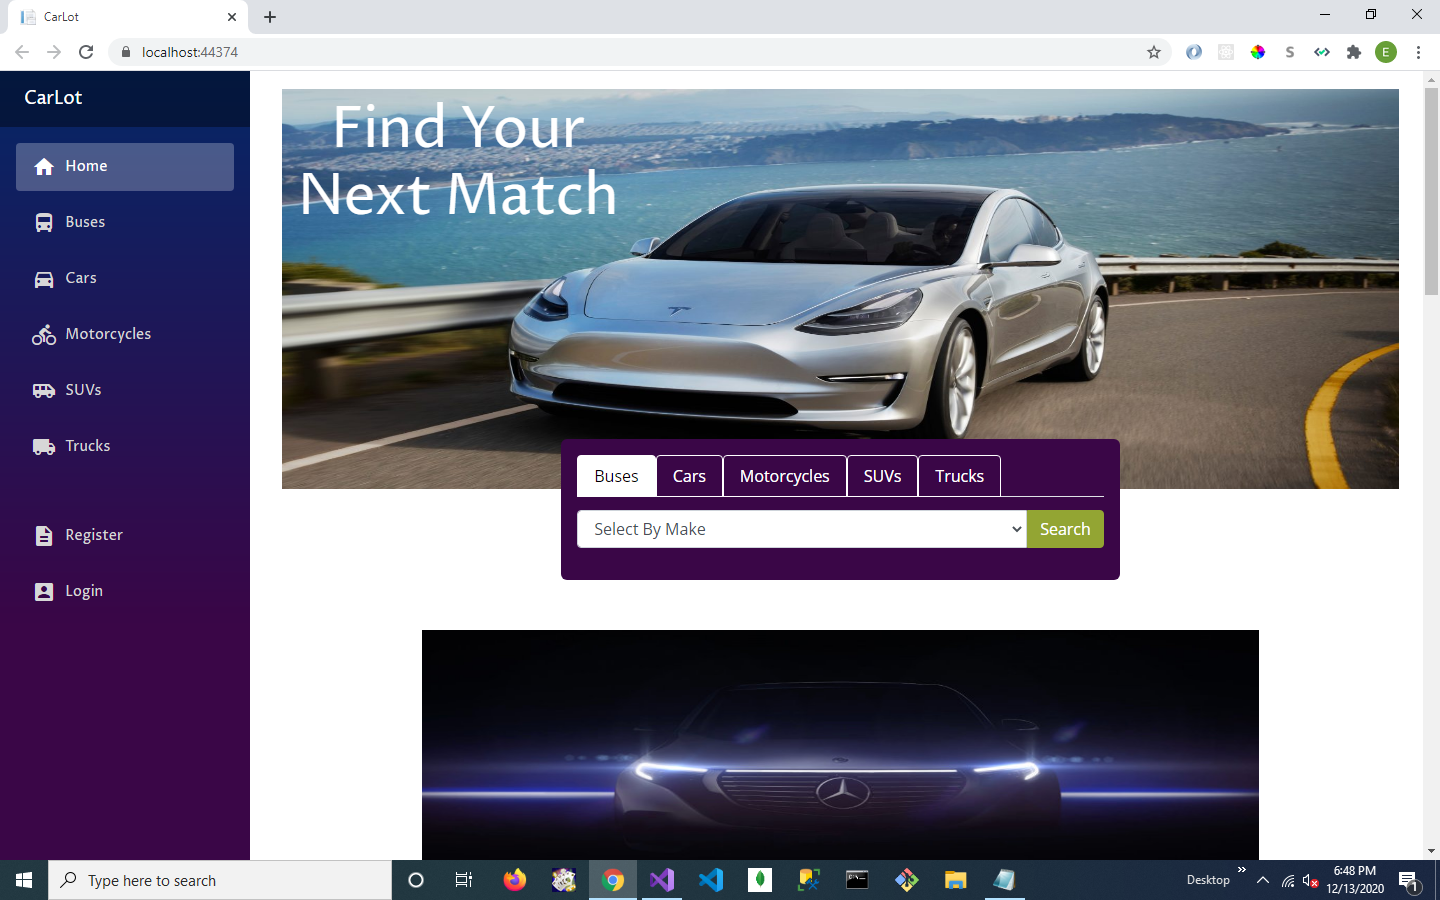 CarLot
localhost:44374
S
E
CarLot
Home
Buses
Cars
Motorcycles
SUVs
Trucks
Register
Login
Find Your
Next Match
Buses
Cars
Motorcycles
SUVs
Trucks
Select By Make
Search
Type here to search
Desktop
6:48 PM
12/13/2020
1